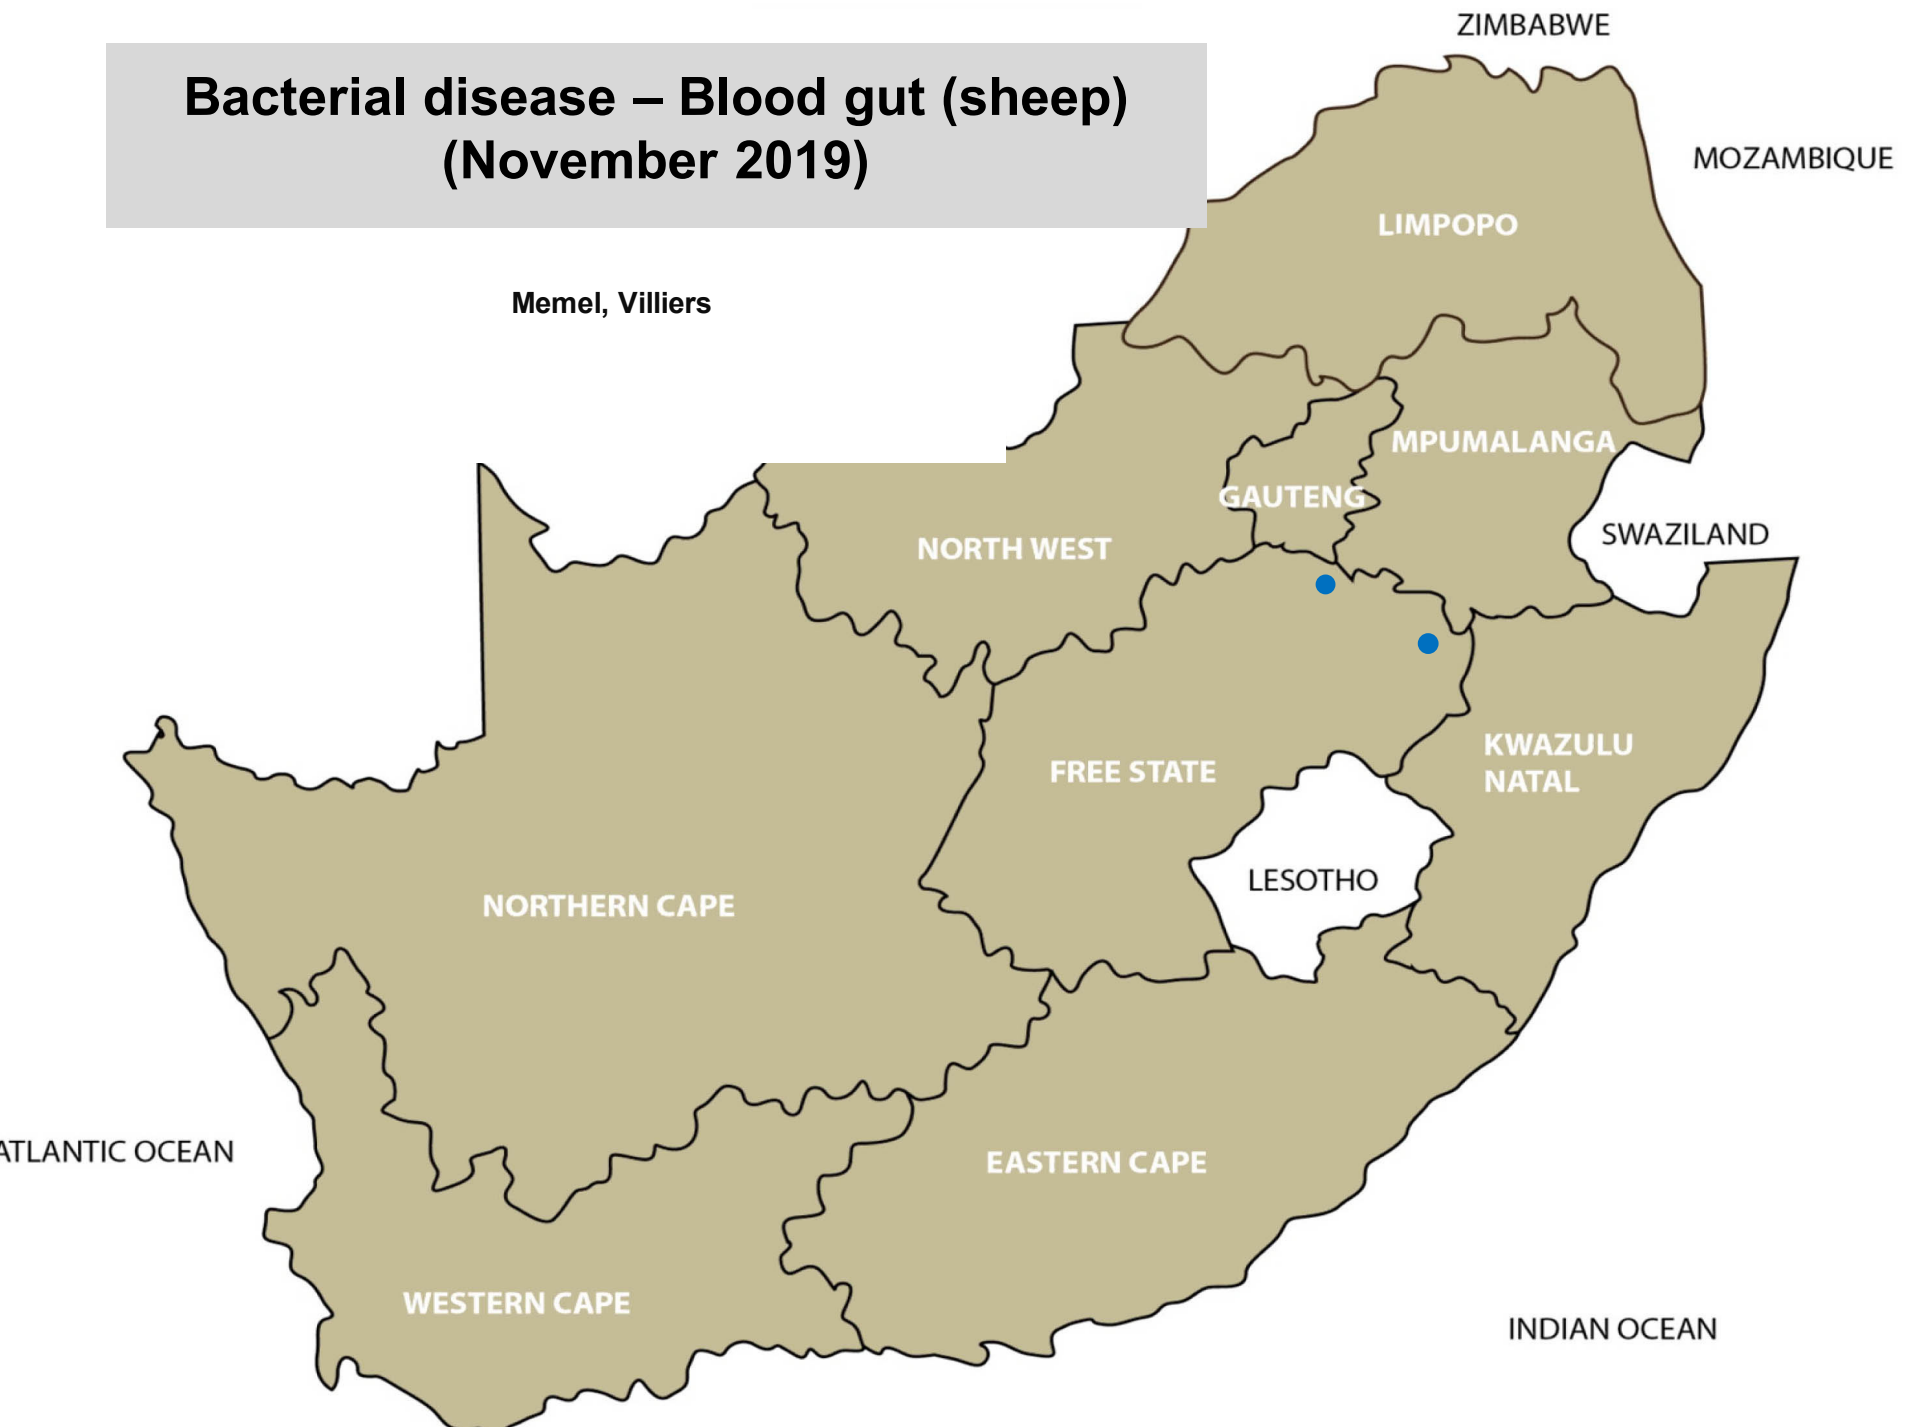 ZIMBABWE
Bacterial disease – Blood gut (sheep)
(November 2019)
MOZAMBIQUE
LIMPOPO
Memel, Villiers
MPUMALANGA
GAUTENG
SWAZILAND
NORTH WEST
KWAZULU
NATAL
FREE STATE
LESOTHO
NORTHERN CAPE
ATLANTIC OCEAN
EASTERN CAPE
WESTERN CAPE
INDIAN OCEAN